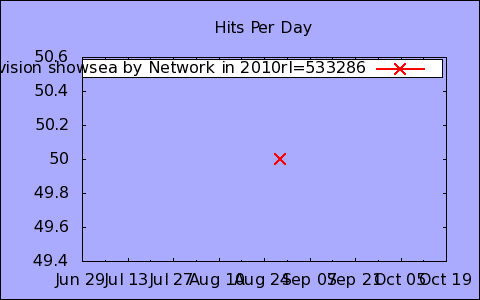 Hits Per Day
50.6
vision showsea by Network in 2010rl=533286
50.4
50.2
50
49.8
49.6
49.4
Jun 29 Jul 13 Jul 27 Aug 10 Aug 24 Sep 07 Sep 21 Oct 05 Oct 19